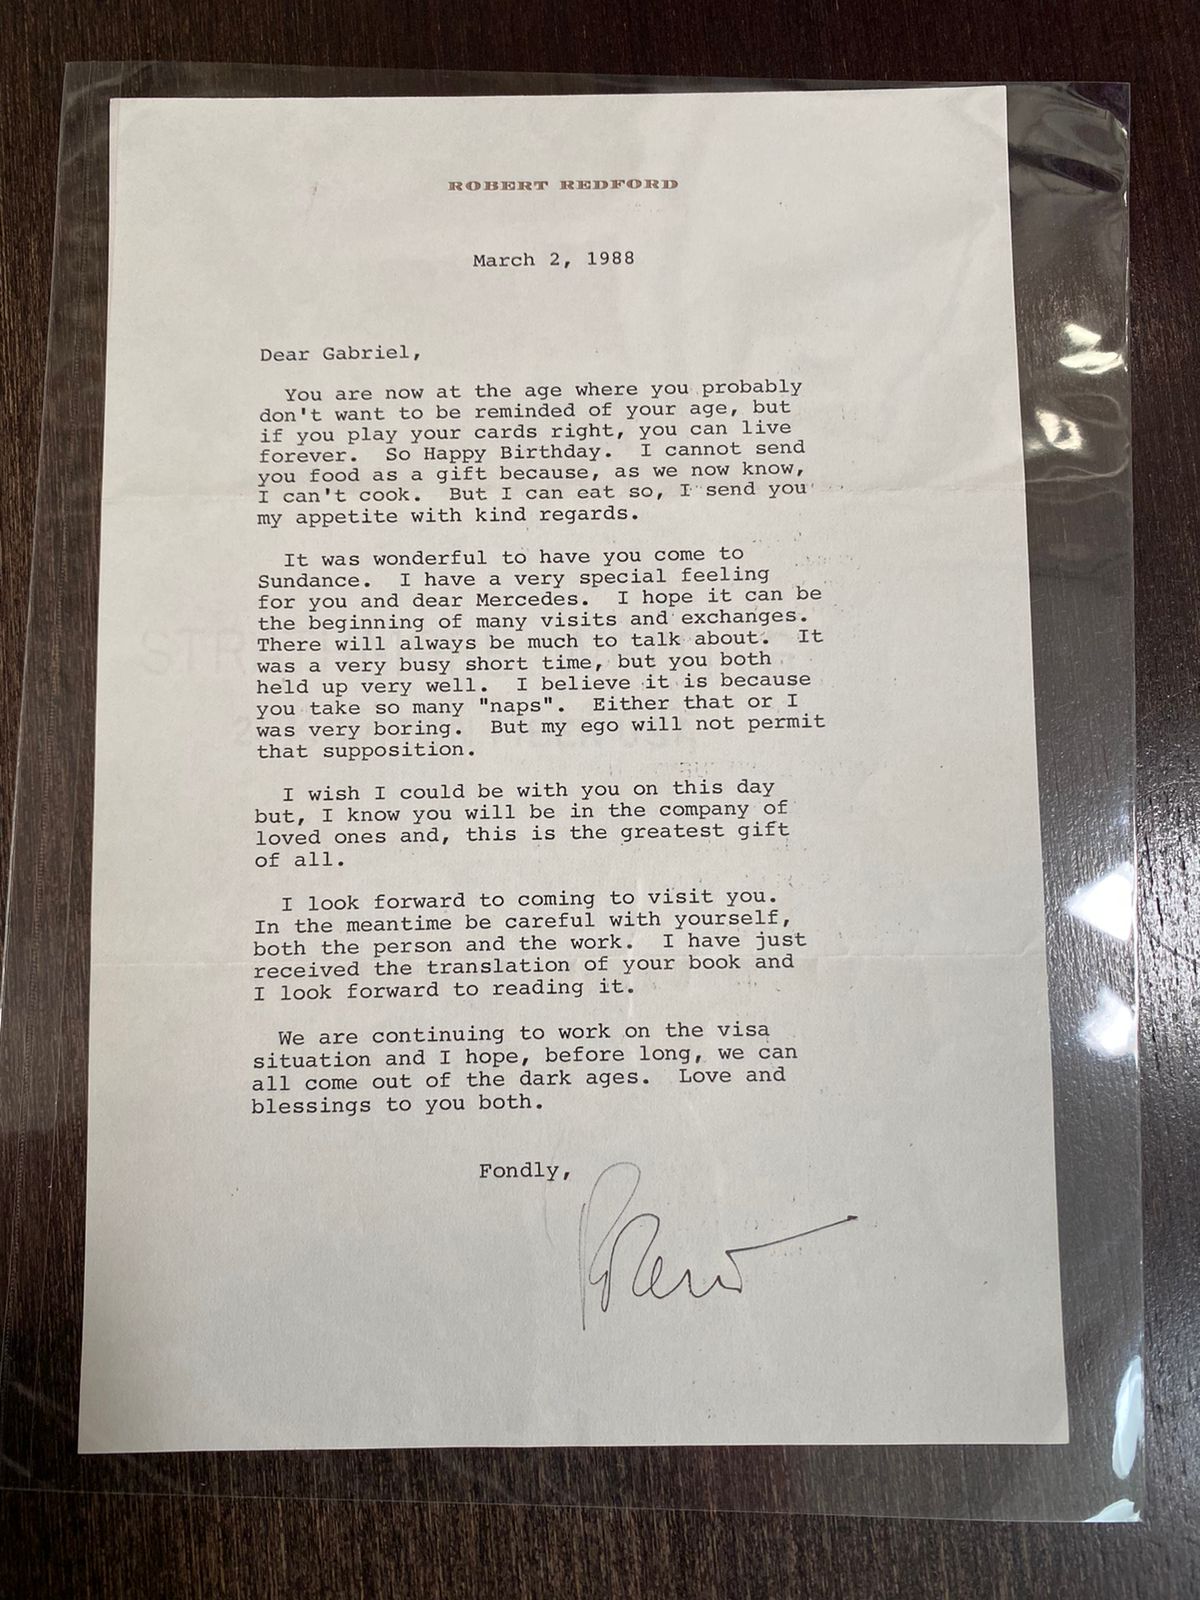 ROBERT REDFORD
March 2, 1988
Dear Gabriel,
You are now at the age where you probably
don't want to be reminded of your age, but
if you play your cards right, you can live
forever. So Happy Birthday. I cannot send
you food as a gift because, as we now know,
I can't cook. But I can eat so, I send you
my appetite with kind regards.
It was wonderful to have you come to
Sundance. I have a very special feeling
for you and dear Mercedes. I hope it can be
the beginning of many visits and exchanges.
There will always be much to talk about. It
was a very busy short time, but you both
held up very well. I believe it is because
you take so many "naps". Either that or I
was very boring. But my ego will not permit
that supposition.
I wish I could be with you on this day
but, I know you will be in the company of
loved ones and, this is the greatest gift
of all.
I look forward to coming to visit you.
In the meantime be careful with yourself,
both the person and the work. I have just
received the translation of your book and
I look forward to reading it.
We are continuing to work on the visa
situation and I hope, before long, we can
all come out of the dark ages. Love and
blessings to you both.
Fondly,